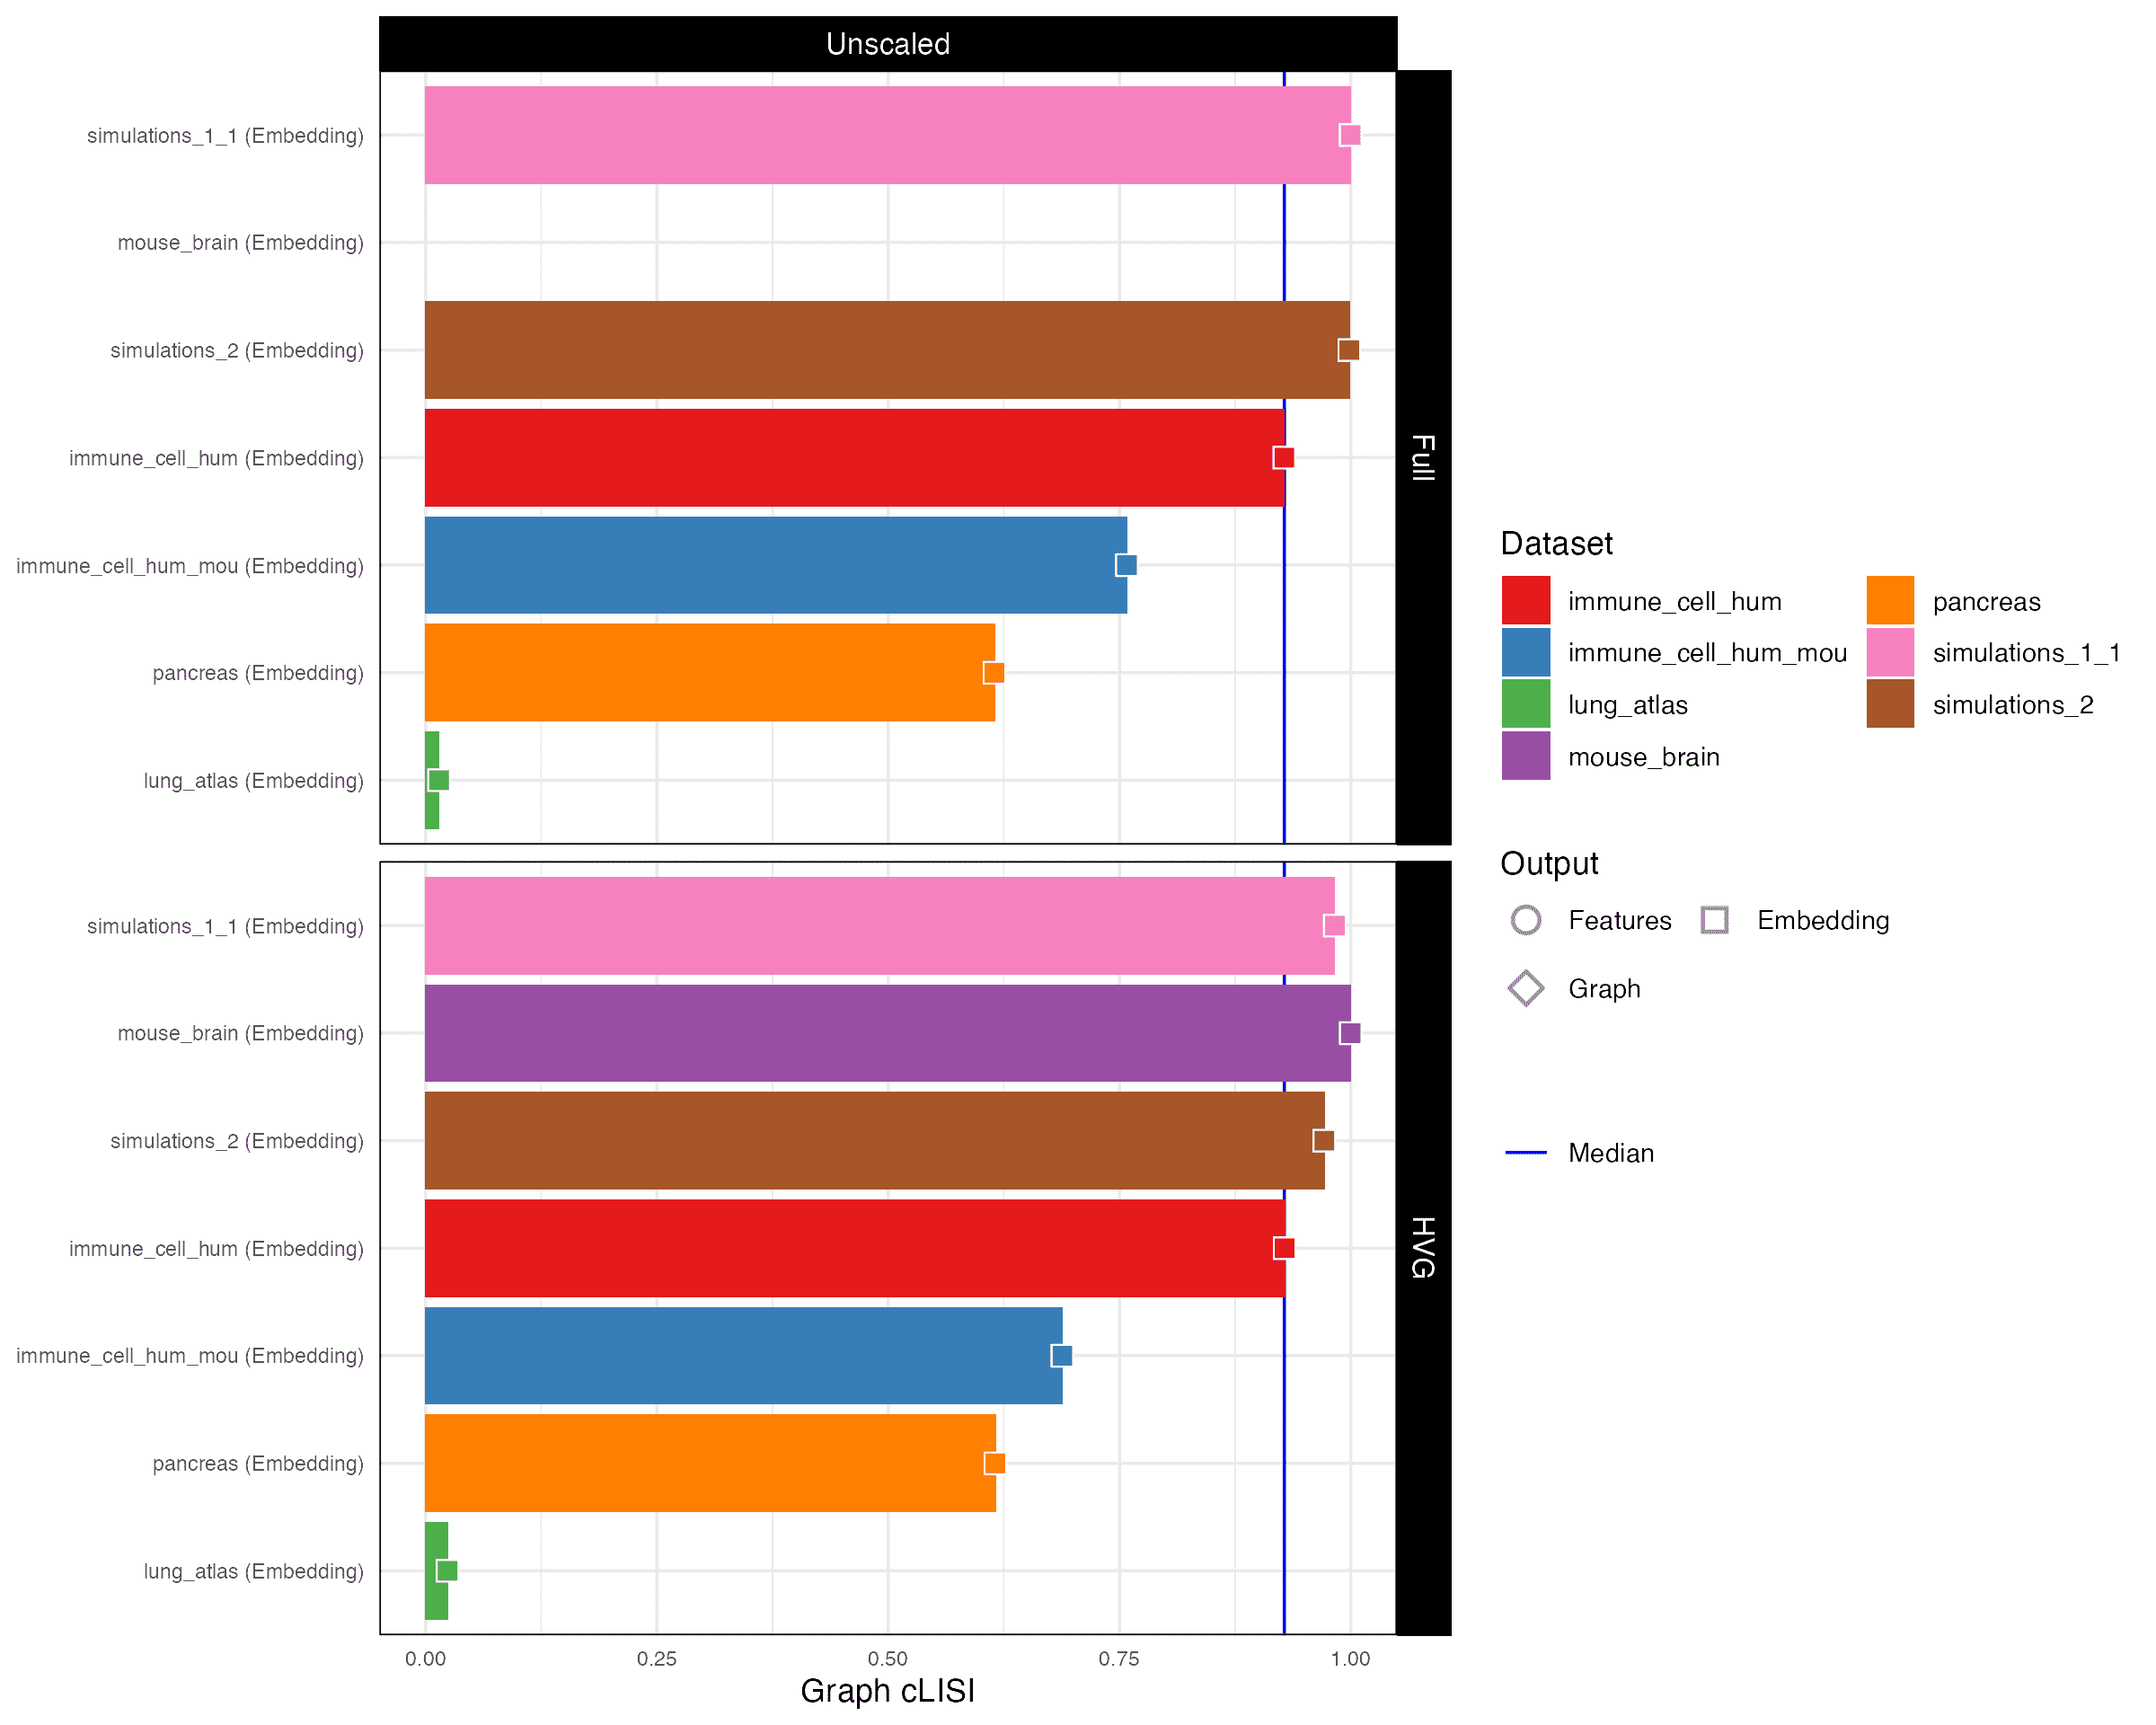 Unscaled
simulations_1_1 (Embedding)
mouse_brain (Embedding)
simulations_2 (Embedding)
immune_cell_hum (Embedding)
immune_cell_hum_mou (Embedding)
pancreas (Embedding)
lung_atlas (Embedding)
Full
simulations_1_1 (Embedding)
mouse_brain (Embedding)
simulations_2 (Embedding)
immune_cell_hum (Embedding)
immune_cell_hum_mou (Embedding)
pancreas (Embedding)
lung_atlas (Embedding)
HVG
0.00 0.25 0.50 0.75 1.00
Graph cLISI
Dataset
immune_cell_hum pancreas
immune_cell_hum_mou simulations_1_1
lung_atlas simulations_2
mouse_brain
Output
Features Embedding
Graph
Median